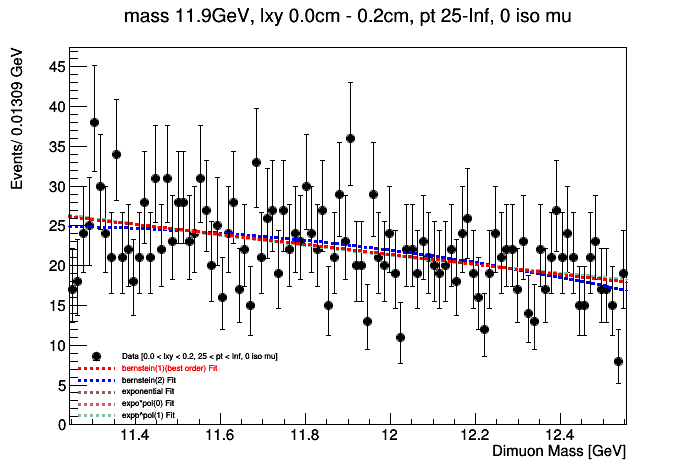 mass 11.9GeV, lxy 0.0cm - 0.2cm, pt 25-Inf, 0 iso mu
Events/ 0.01309 GeV
45
40
35
30
25
20
15
10
5
0
Data [0.0 < lxy < 0.2, 25 < pt < Inf, 0 iso mu]
bernstein(1)(best order) Fit
bernstein(2) Fit
exponential Fit
expo*pol(0) Fit
expo*pol(1) Fit
11.4 11.6 11.8 12 12.2 12.4
Dimuon Mass [GeV]